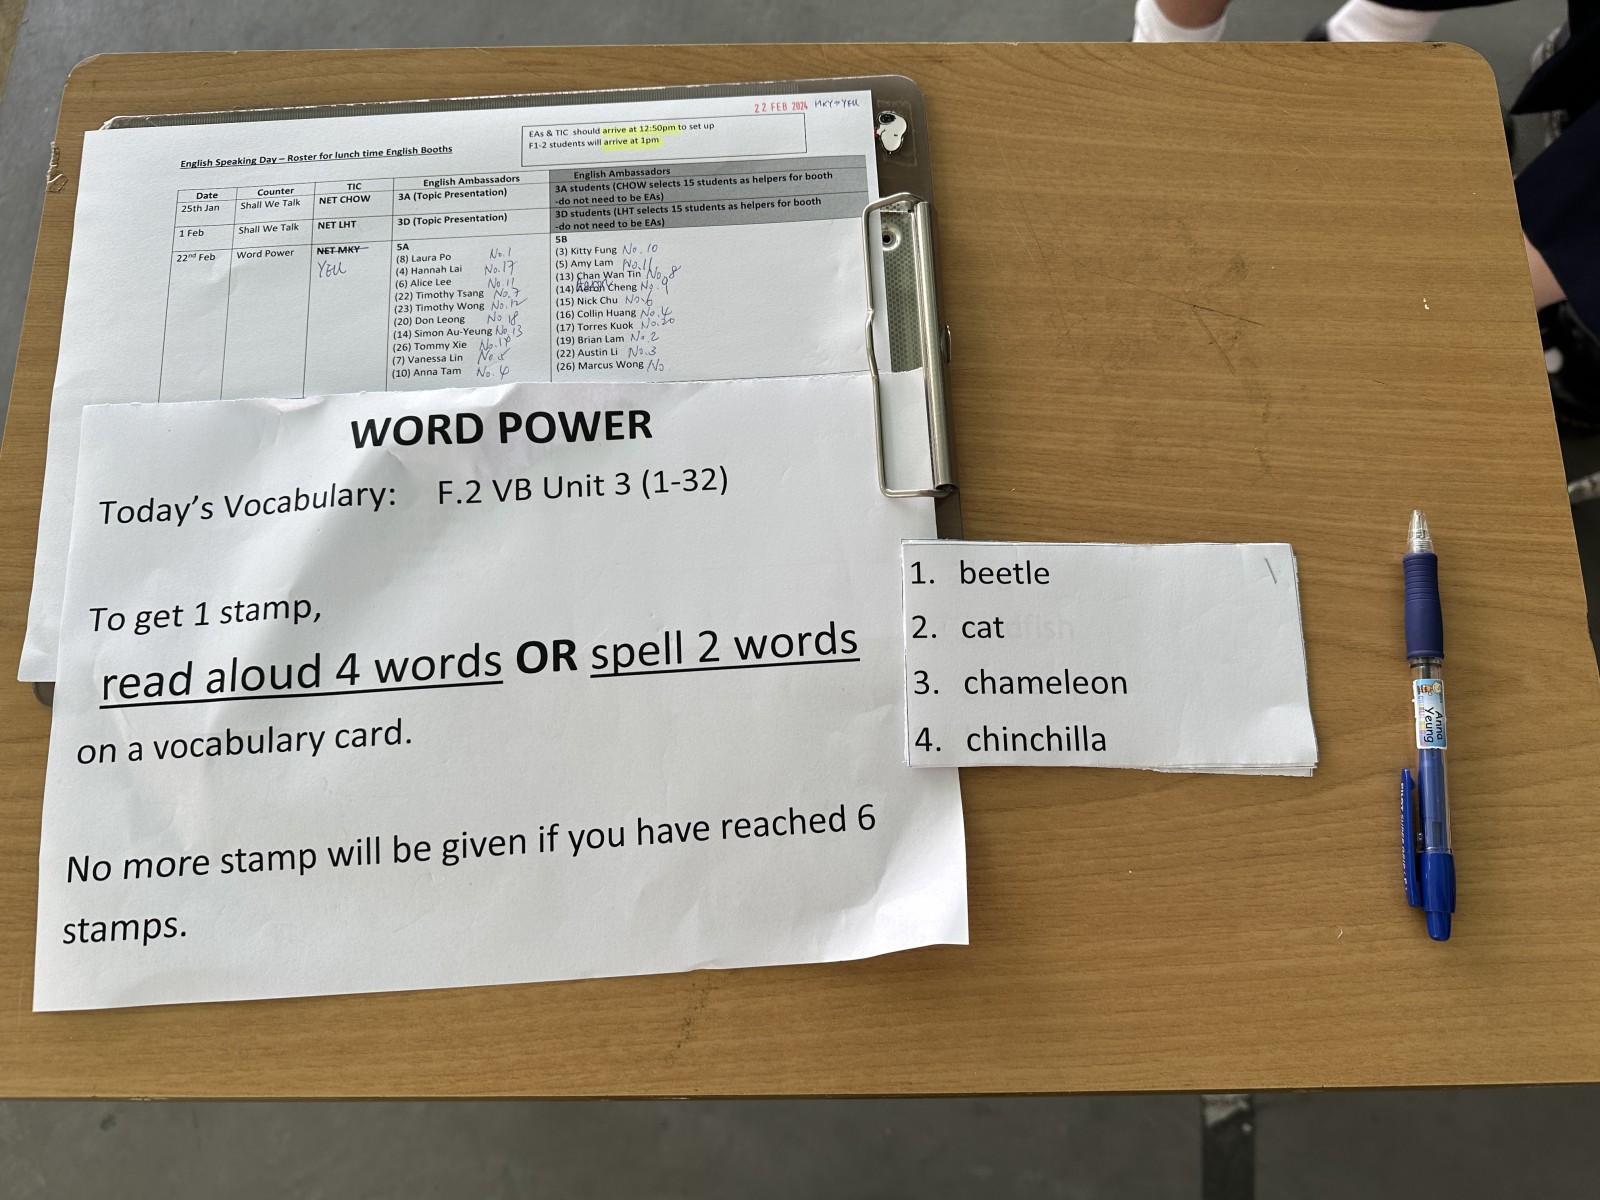 22 FEB 2024 MKY→YEU
EAs & TIC should arrive at 12:50pm to set up
F1-2 students will arrive at 1pm
English Speaking Day – Roster for lunch time English Booths
Date Counter TIC English Ambassadors English Ambassadors
25th Jan Shall We Talk NET CHOW 3A (Topic Presentation) 3A students (CHOW selects 15 students as helpers for booth
-do not need to be EAs)
1 Feb Shall We Talk NET LHT 3D (Topic Presentation) 3D students (LHT selects 15 students as helpers for booth
-do not need to be EAs)
22nd Feb Word Power NET MKY 5A 5B
YEU
(8) Laura Po No.1 (3) Kitty Fung No. 10
(4) Hannah Lai No.17 (5) Amy Lam No.11
(6) Alice Lee No.11 (13) Chan Wan Tin No. 8
(22) Timothy Tsang No.7 (14) Aeron Cheng No. 9
(23) Timothy Wong No.12 (15) Nick Chu No.6
(20) Don Leong No 18 (16) Collin Huang No.4
(14) Simon Au-Yeung No.13 (17) Torres Kuok No.20
(26) Tommy Xie (19) Brian Lam No.2
(7) Vanessa Lin (22) Austin Li No.3
(10) Anna Tam (26) Marcus Wong No.
WORD POWER
Today's Vocabulary: F.2 VB Unit 3 (1-32)
To get 1 stamp,
read aloud 4 words OR spell 2 words
on a vocabulary card.
No more stamp will be given if you have reached 6
stamps.
1. beetle
2. cat
3. chameleon
4. chinchilla
Anna
Yeung
PILOT